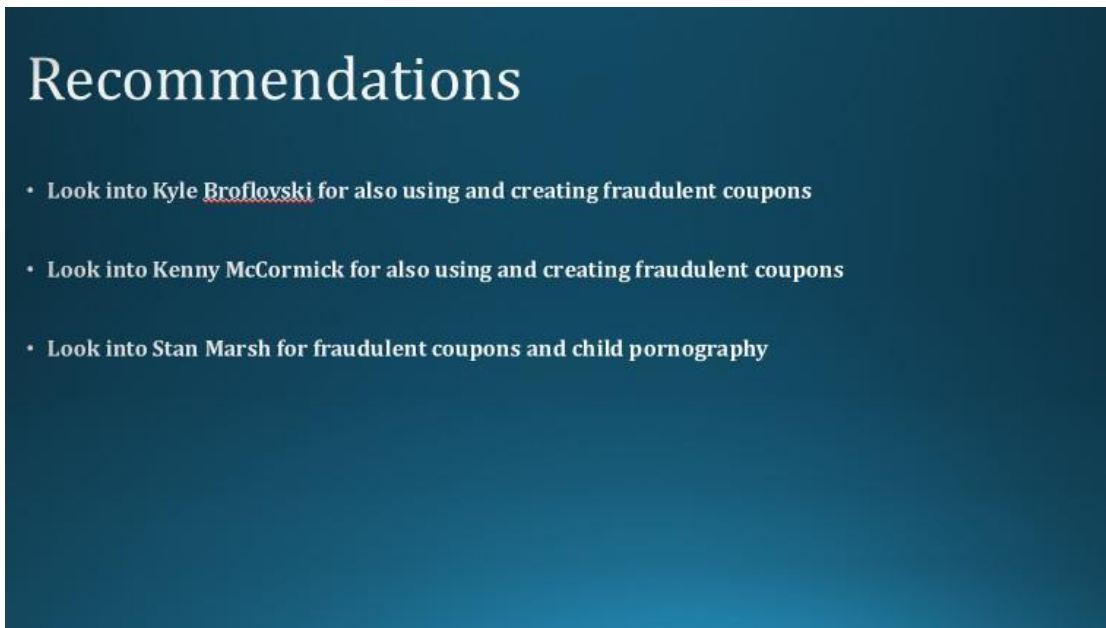 Recommendations
• Look into Kyle Broflovski for also using and creating fraudulent coupons
• Look into Kenny McCormick for also using and creating fraudulent coupons
• Look into Stan Marsh for fraudulent coupons and child pornography